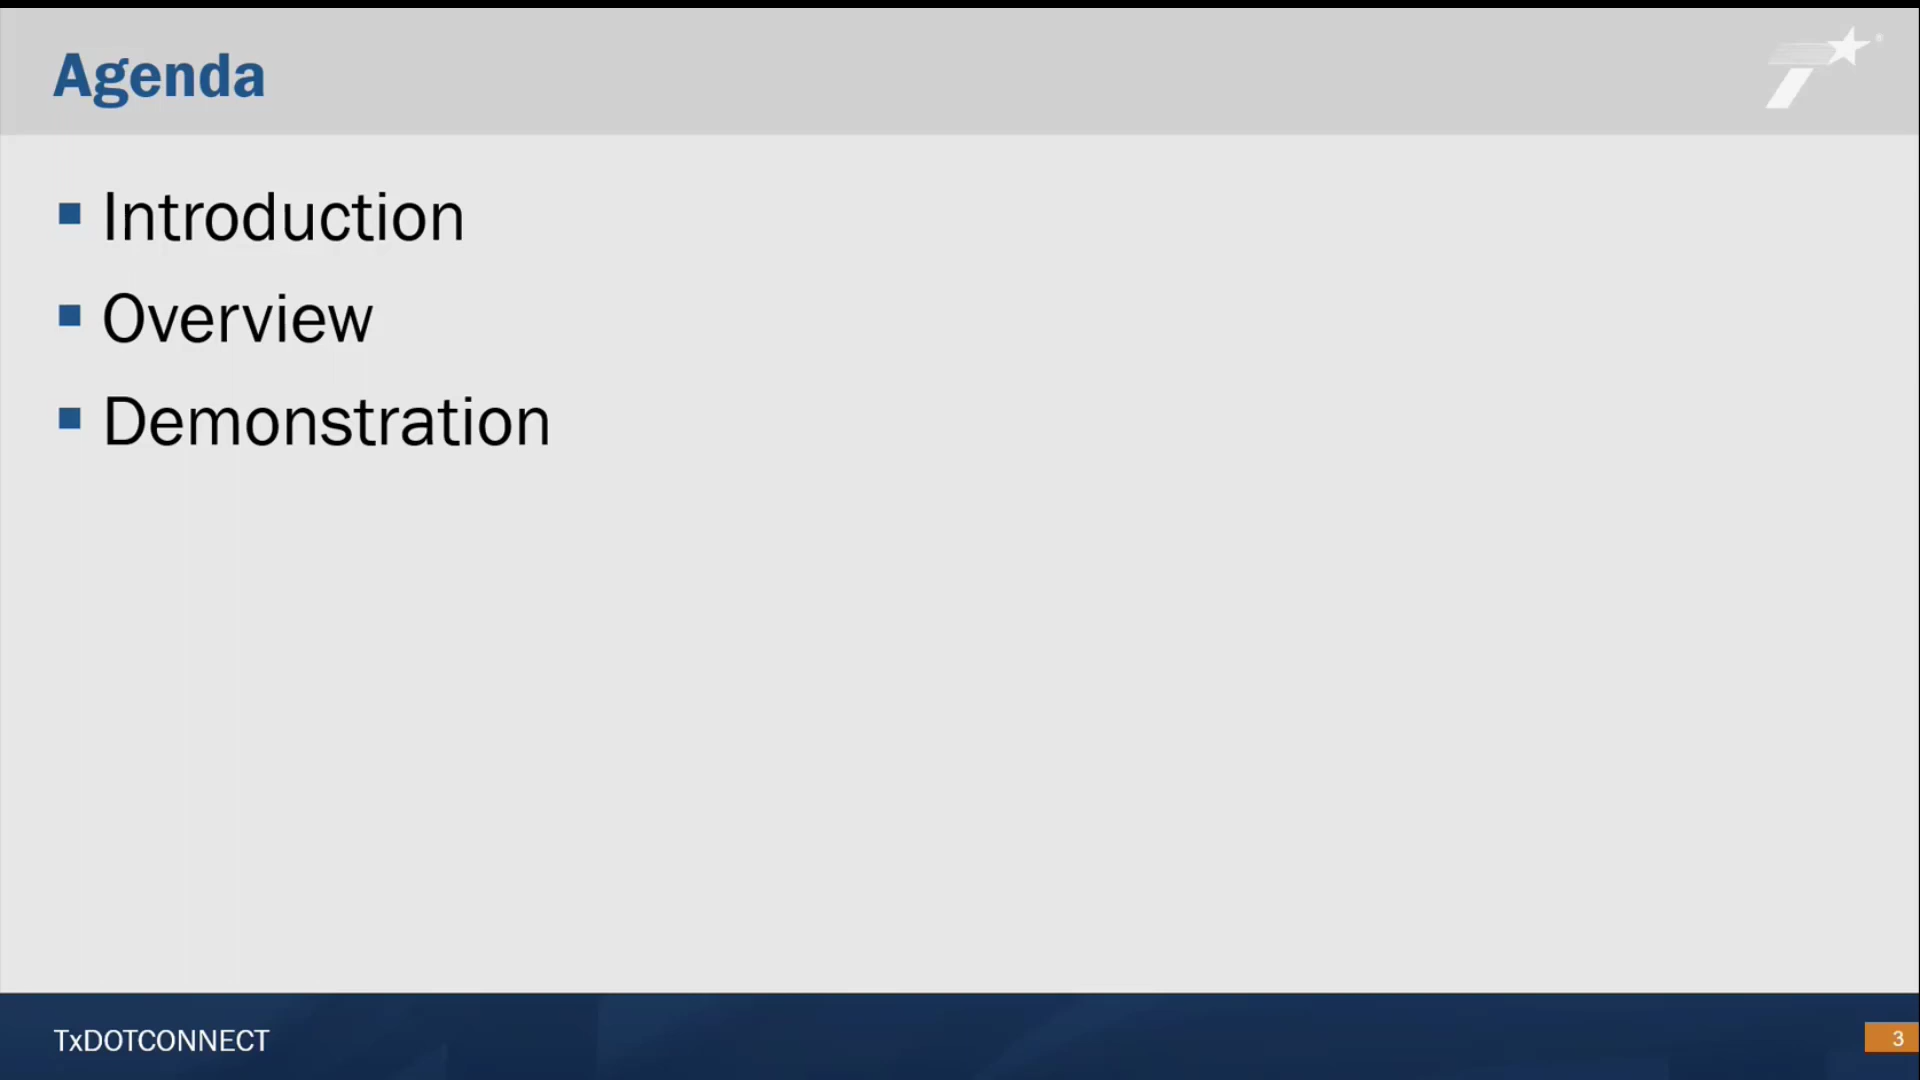 Agenda
Introduction
Overview
Demonstration
TxDOTCONNECT
3